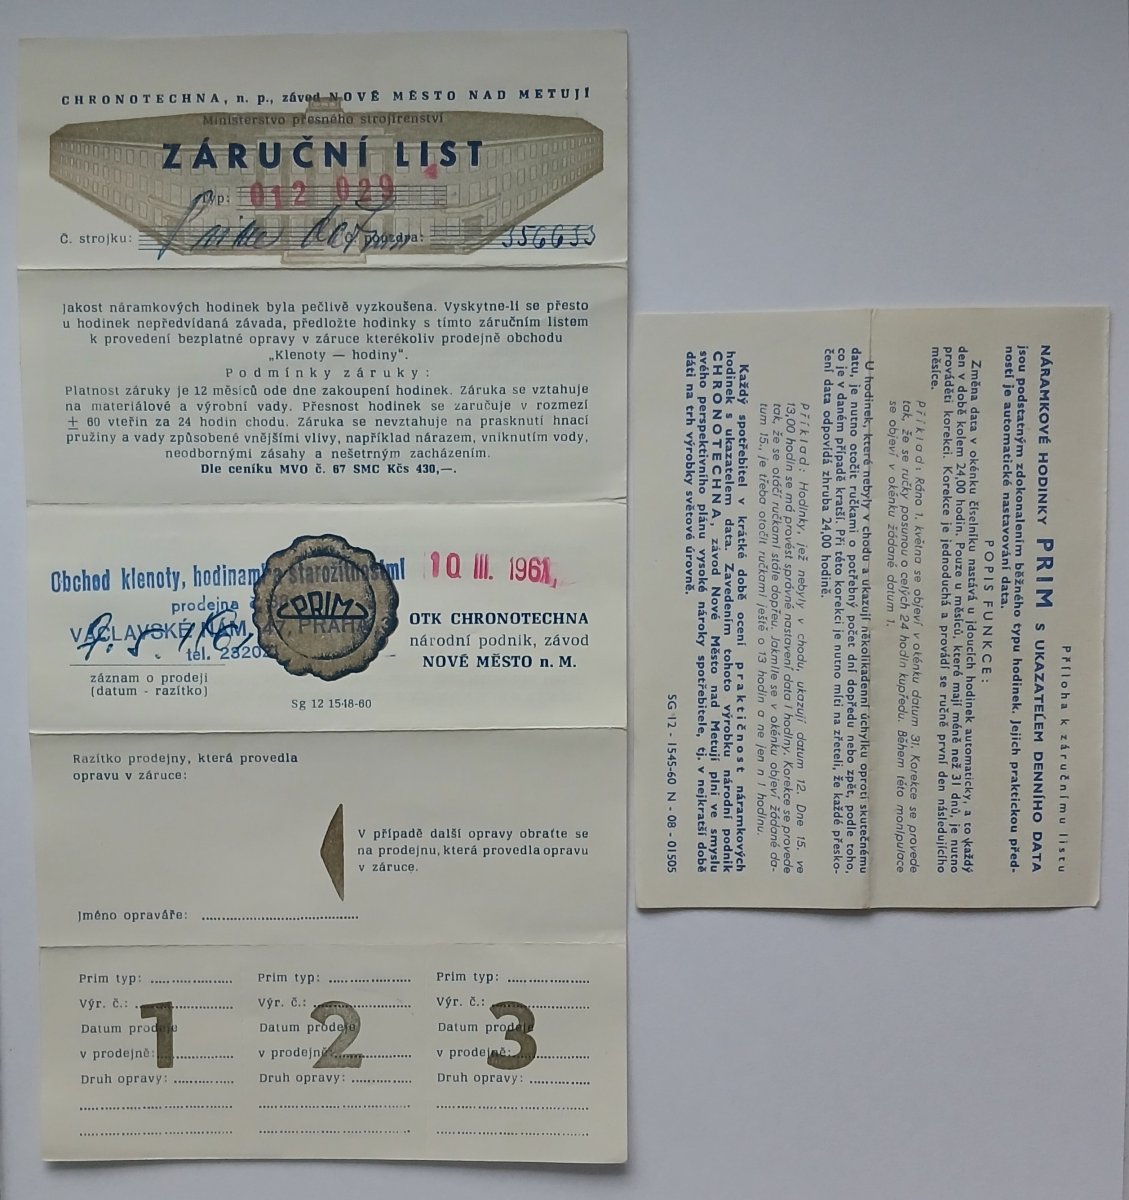 CHRONOTECHNA, n. p., závod NOVÉ MĚSTO NAD METUJÍ
Ministerstvo přesného strojírenství
ZÁRUČNÍ LIST
Typ: 012 029
Č. strojku: Č. pouzdra: 356653
Jakost náramkových hodinek byla pečlivě vyzkoušena. Vyskytne-li se přesto
u hodinek nepředvídaná závada, předložte hodinky s tímto záručním listem
k provedení bezplatné opravy v záruce kterékoliv prodejně obchodu
„Klenoty — hodiny".
Podmínky záruky:
Platnost záruky je 12 měsíců ode dne zakoupení hodinek. Záruka se vztahuje
na materiálové a výrobní vady. Přesnost hodinek se zaručuje v rozmezí
± 60 vteřin za 24 hodin chodu. Záruka se nevztahuje na prasknutí hnací
pružiny a vady způsobené vnějšími vlivy, například nárazem, vniknutím vody,
neodbornými zásahy a nešetrným zacházením.
Dle ceníku MVO č. 67 SMC Kčs 430,—.
Obchod klenoty, hodinami a starožitnostmi
prodejna
VÁCLAVSKÉ NÁM. PRAHA
tel.
10 III. 1961
PRIM
záznam o prodeji
(datum - razítko)
OTK CHRONOTECHNA
národní podnik, závod
NOVÉ MĚSTO n. M.
Sg 12 1548-60
Razítko prodejny, která provedla
opravu v záruce:
V případě další opravy obraťte se
na prodejnu, která provedla opravu
v záruce.
Jméno opraváře:
Prim typ:
Výr. č.:
1
Datum prodeje
v prodejně:
Druh opravy:
Prim typ:
Výr. č.:
2
Datum prodeje
v prodejně:
Druh opravy:
Prim typ:
Výr. č.:
3
Datum prodeje
v prodejně:
Druh opravy:
Příloha k záručnímu listu
NÁRAMKOVÉ HODINKY PRIM S UKAZATELEM DENNÍHO DATA
jsou podstatným zdokonalením běžného typu hodinek. Jejich praktickou před-
ností je automatické nastavování data.
POPIS FUNKCE:
Změna data v okénku číselníku nastává u jdoucích hodinek automaticky, a to každý
den v době kolem 24,00 hodin. Pouze u měsíců, které mají méně než 31 dnů, je nutno
prováděti korekci. Korekce je jednoduchá a provádí se ručně první den následujícího
měsíce.
Příklad: Ráno 1. května se objeví v okénku datum 31. Korekce se provede
tak, že se ručky posunou o celých 24 hodin kupředu. Během této manipulace
se objeví v okénku žádané datum 1.
U hodinek, které nebyly v chodu a ukazují několikadenní úchylku oproti skutečnému
datu, je nutno otočit ručkami o potřebný počet dní dopředu nebo zpět, podle toho,
co je v daném případě kratší. Při této korekci je nutno míti na zřeteli, že každé přesko-
čení data odpovídá zhruba 24,00 hodině.
Příklad: Hodinky, jež nebyly v chodu, ukazují datum 12. Dne 15. ve
13,00 hodin se má provést správné nastavení data i hodiny. Korekce se provede
tak, že se otáčí ručkami stále dopředu. Jakmile se v okénku objeví žádané da-
tum 15., je třeba otočit ručkami ještě o 13 hodin a ne jen o 1 hodinu.
Každý spotřebitel v krátké době ocení praktičnost náramkových
hodinek s ukazatelem data. Zavedením tohoto výrobku národní podnik
CHRONOTECHNA, závod Nové Město nad Metují plní ve smyslu
svého perspektivního plánu vysoké nároky spotřebitele, tj. v nejkratší době
dáti na trh výrobky světové úrovně.
SG 12 - 1545-60 N - 08 - 01505